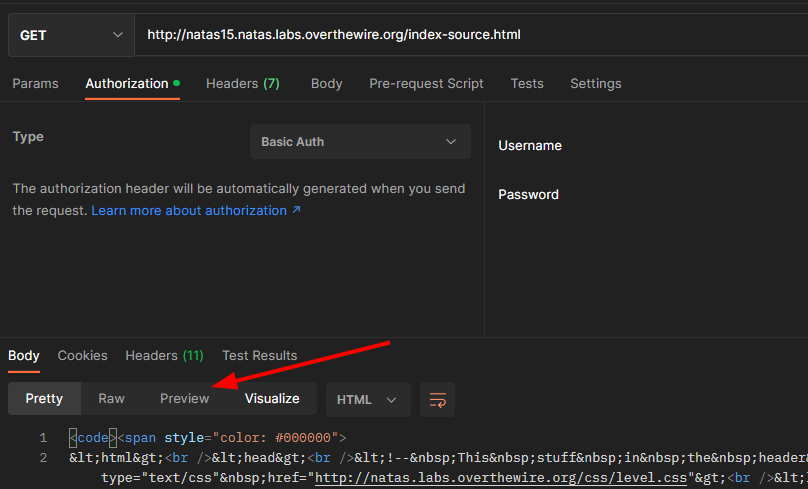 GET http://natas15.natas.labs.overthewire.org/index-source.html
Params Authorization Headers (7) Body Pre-request Script Tests Settings
Type Basic Auth
The authorization header will be automatically generated when you send
the request. Learn more about authorization ↗
Username
Password
Body Cookies Headers (11) Test Results
Pretty Raw Preview Visualize HTML
1 <code><span style="color: #000000">
2 &lt;html&gt;<br />&lt;head&gt;<br />&lt;!--&nbsp;This&nbsp;stuff&nbsp;in&nbsp;the&nbsp;header&
type="text/css"&nbsp;href="http://natas.labs.overthewire.org/css/level.css"&gt;<br />&lt;